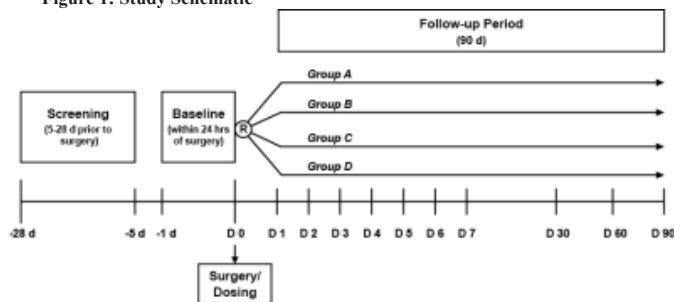 Figure 1: Study Schematic
Follow-up Period
(90 d)
Group A
Group B
Group C
Group D
Screening
(5-28 d prior to
surgery)
Baseline
(within 24 hrs
of surgery)
R
-28 d
-5 d
-1 d
D 0
D 1
D 2
D 3
D 4
D 5
D 6
D 7
D 30
D 60
D 90
Surgery/
Dosing